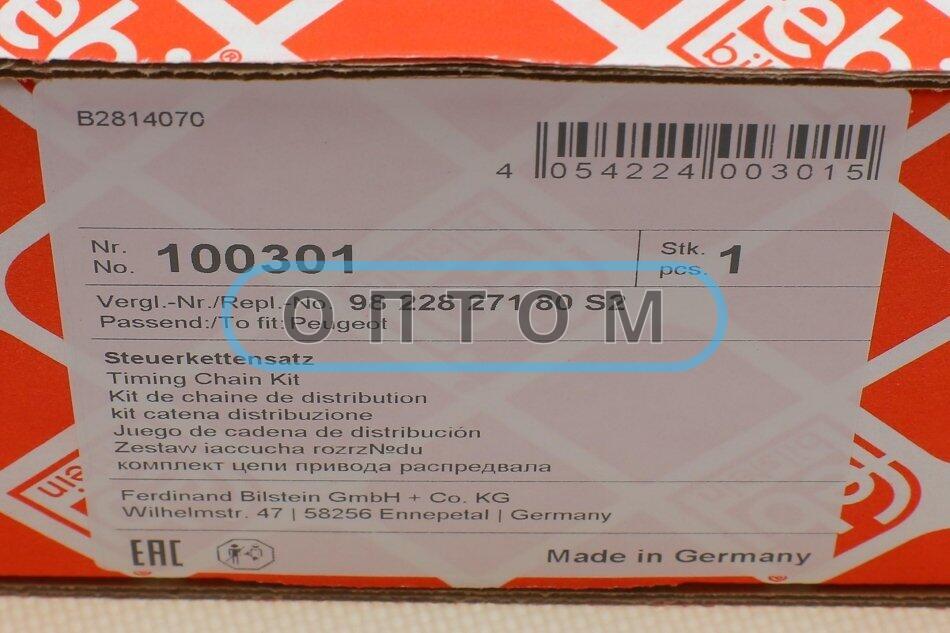 feb
bi
feb
B2814070
4 054224 003015
Nr.
No. 100301
Stk.
pcs. 1
Vergl.-Nr./Repl.-No. 98 228 271 80 S2
Passend:/To fit: Peugeot
ОПТОМ
Steuerkettensatz
Timing Chain Kit
Kit de chaine de distribution
kit catena distribuzione
Juego de cadena de distribución
Zestaw iaccucha rozrz№du
комплект цепи привода распредвала
Ferdinand Bilstein GmbH + Co. KG
Wilhelmstr. 47 | 58256 Ennepetal | Germany
EAC
Made in Germany